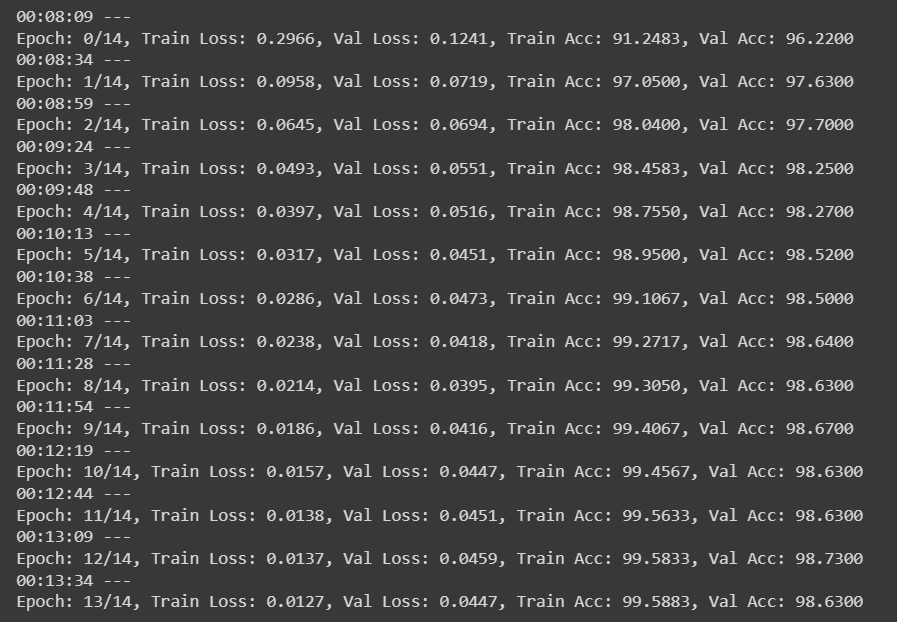 00:08:09 ---
Epoch: 0/14, Train Loss: 0.2966, Val Loss: 0.1241, Train Acc: 91.2483, Val Acc: 96.2200
00:08:34 ---
Epoch: 1/14, Train Loss: 0.0958, Val Loss: 0.0719, Train Acc: 97.0500, Val Acc: 97.6300
00:08:59 ---
Epoch: 2/14, Train Loss: 0.0645, Val Loss: 0.0694, Train Acc: 98.0400, Val Acc: 97.7000
00:09:24 ---
Epoch: 3/14, Train Loss: 0.0493, Val Loss: 0.0551, Train Acc: 98.4583, Val Acc: 98.2500
00:09:48 ---
Epoch: 4/14, Train Loss: 0.0397, Val Loss: 0.0516, Train Acc: 98.7550, Val Acc: 98.2700
00:10:13 ---
Epoch: 5/14, Train Loss: 0.0317, Val Loss: 0.0451, Train Acc: 98.9500, Val Acc: 98.5200
00:10:38 ---
Epoch: 6/14, Train Loss: 0.0286, Val Loss: 0.0473, Train Acc: 99.1067, Val Acc: 98.5000
00:11:03 ---
Epoch: 7/14, Train Loss: 0.0238, Val Loss: 0.0418, Train Acc: 99.2717, Val Acc: 98.6400
00:11:28 ---
Epoch: 8/14, Train Loss: 0.0214, Val Loss: 0.0395, Train Acc: 99.3050, Val Acc: 98.6300
00:11:54 ---
Epoch: 9/14, Train Loss: 0.0186, Val Loss: 0.0416, Train Acc: 99.4067, Val Acc: 98.6700
00:12:19 ---
Epoch: 10/14, Train Loss: 0.0157, Val Loss: 0.0447, Train Acc: 99.4567, Val Acc: 98.6300
00:12:44 ---
Epoch: 11/14, Train Loss: 0.0138, Val Loss: 0.0451, Train Acc: 99.5633, Val Acc: 98.6300
00:13:09 ---
Epoch: 12/14, Train Loss: 0.0137, Val Loss: 0.0459, Train Acc: 99.5833, Val Acc: 98.7300
00:13:34 ---
Epoch: 13/14, Train Loss: 0.0127, Val Loss: 0.0447, Train Acc: 99.5883, Val Acc: 98.6300